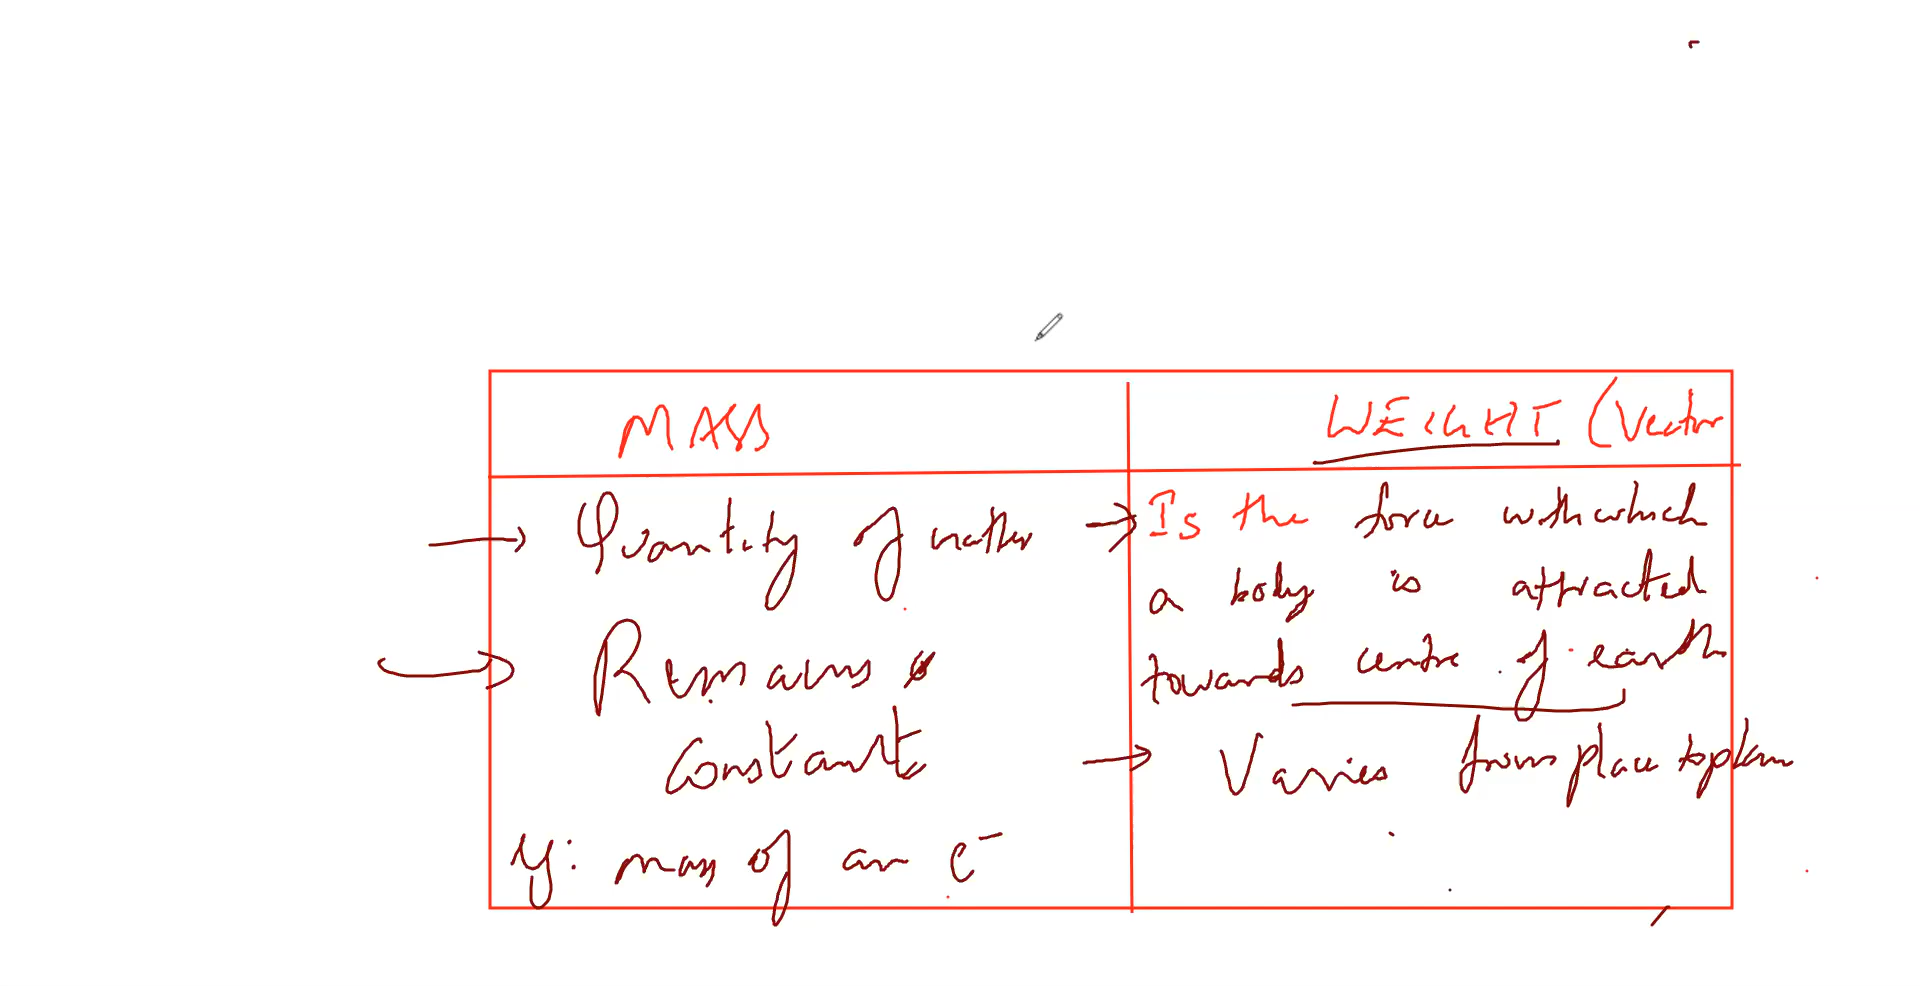 MASS
WEIGHT (Vector
→ Quantity of matter
→ Remains
constant
eg: mass of an e⁻
→ Is the force with which
a body is attracted
towards centre of earth
→ Varies from place to place